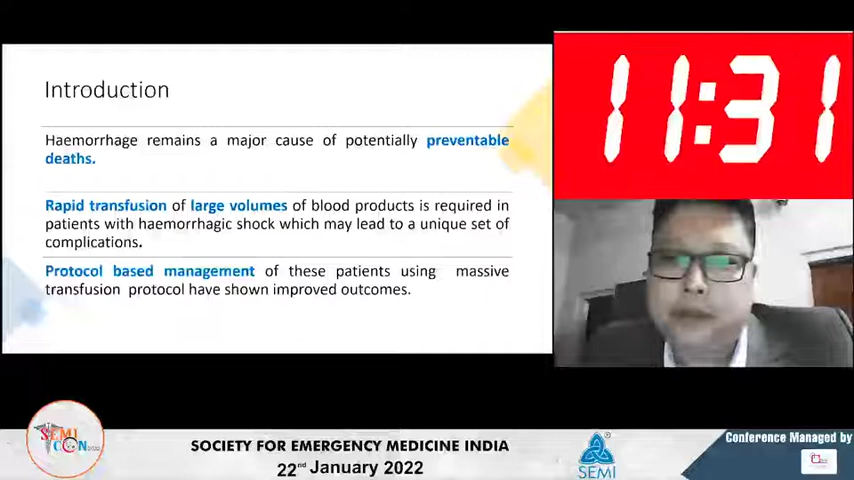 Introduction
Haemorrhage remains a major cause of potentially preventable
deaths.
Rapid transfusion of large volumes of blood products is required in
patients with haemorrhagic shock which may lead to a unique set of
complications.
Protocol based management of these patients using massive
transfusion protocol have shown improved outcomes.
11:31
SEMI
CON
SOCIETY FOR EMERGENCY MEDICINE INDIA
22nd January 2022
SEMI
Conference Managed by